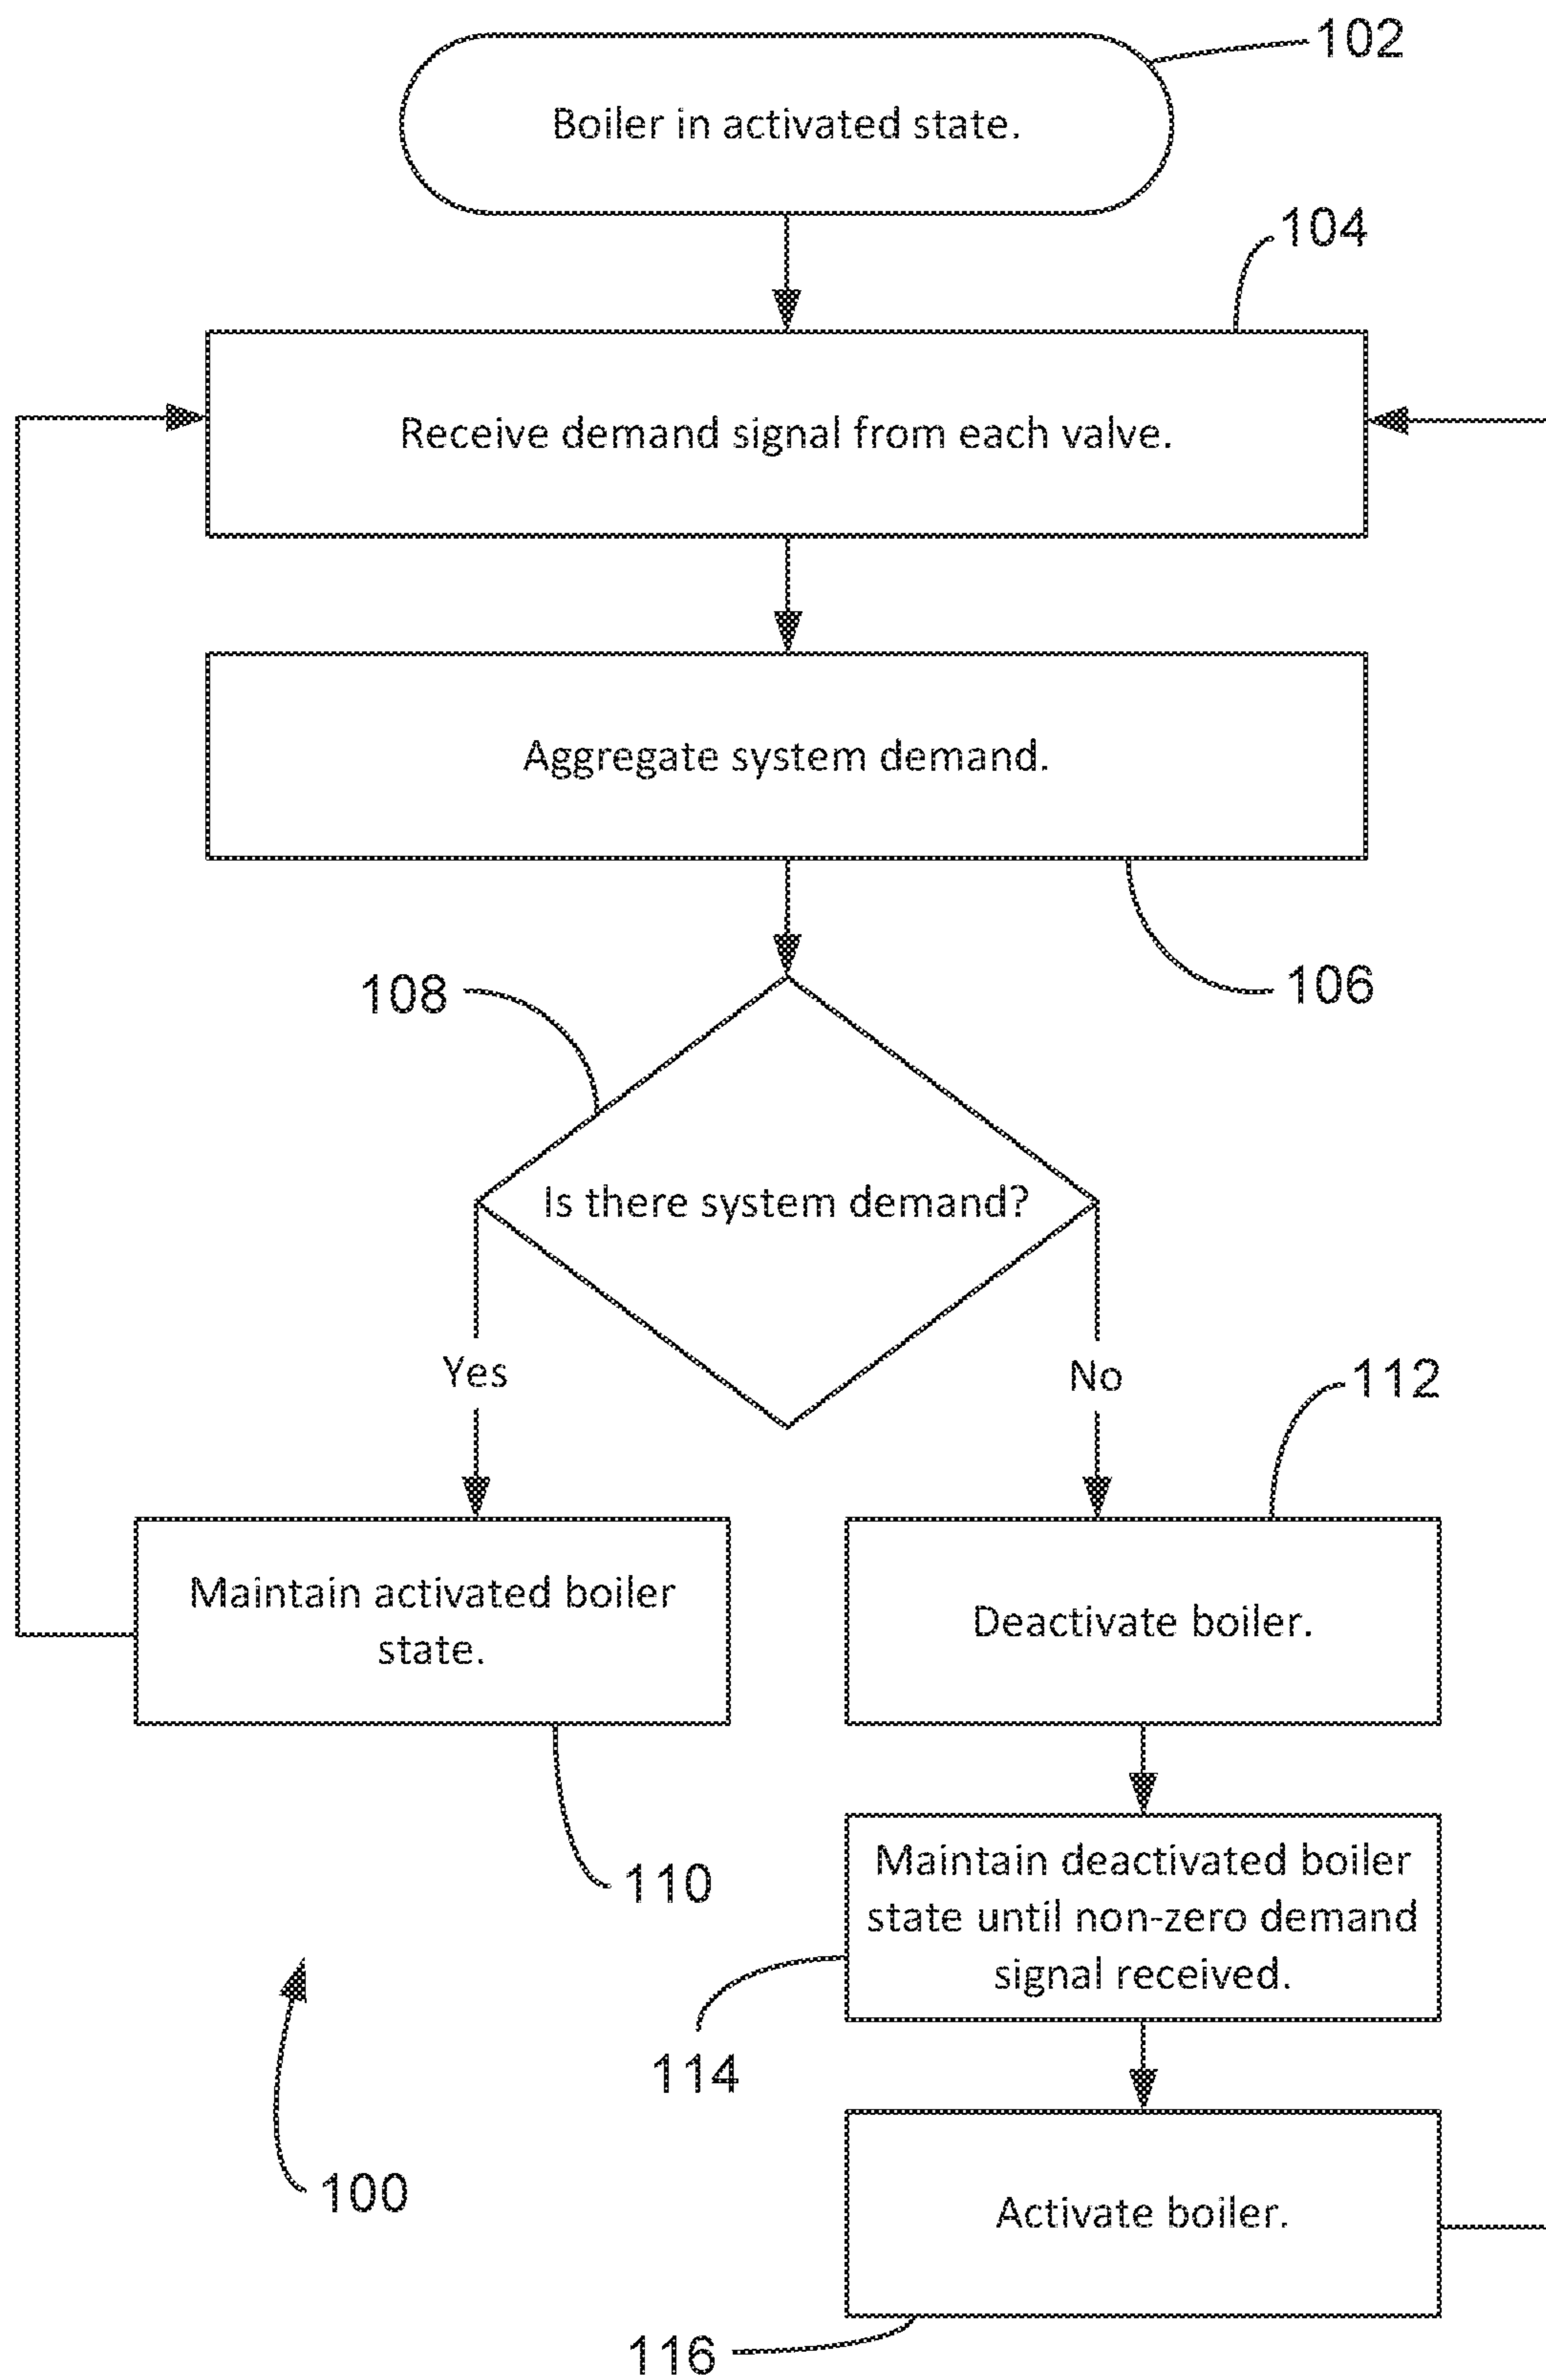 102
Boiler in activated state.
104
Receive demand signal from each valve.
Aggregate system demand.
106
108
Is there system demand?
Yes
No
112
Maintain activated boiler
state.
Deactivate boiler.
110
Maintain deactivated boiler
state until non-zero demand
signal received.
114
100
Activate boiler.
116